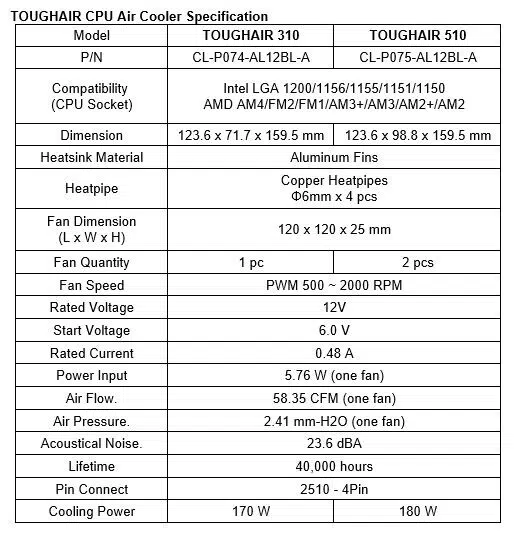 TOUGHAIR CPU Air Cooler Specification
Model TOUGHAIR 310 TOUGHAIR 510
P/N CL-P074-AL12BL-A CL-P075-AL12BL-A
Compatibility
(CPU Socket)
Intel LGA 1200/1156/1155/1151/1150
AMD AM4/FM2/FM1/AM3+/AM3/AM2+/AM2
Dimension 123.6 x 71.7 x 159.5 mm 123.6 x 98.8 x 159.5 mm
Heatsink Material Aluminum Fins
Heatpipe
Copper Heatpipes
Φ6mm x 4 pcs
Fan Dimension
(L x W x H)
120 x 120 x 25 mm
Fan Quantity 1 pc 2 pcs
Fan Speed PWM 500 ~ 2000 RPM
Rated Voltage 12V
Start Voltage 6.0 V
Rated Current 0.48 A
Power Input 5.76 W (one fan)
Air Flow. 58.35 CFM (one fan)
Air Pressure. 2.41 mm-H2O (one fan)
Acoustical Noise. 23.6 dBA
Lifetime 40,000 hours
Pin Connect 2510 - 4Pin
Cooling Power 170 W 180 W